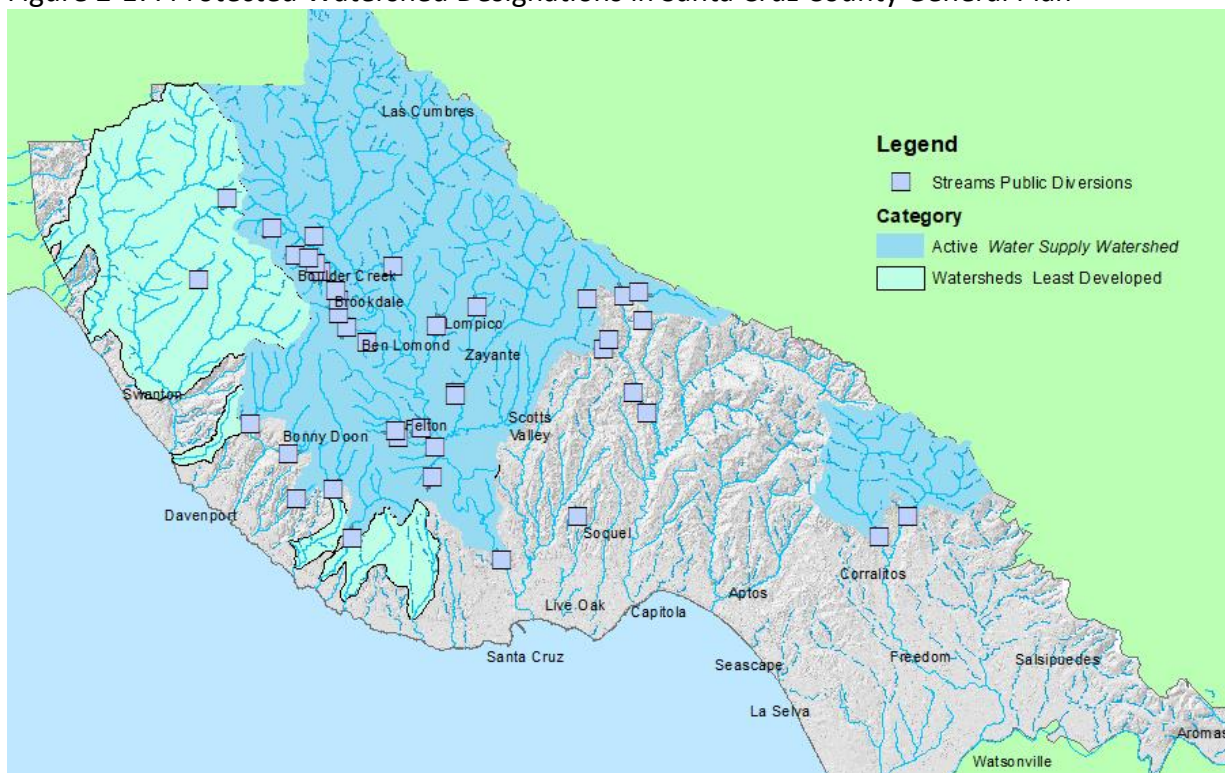 Figure Protected Watershed Designations in Santa Cruz County General Plan
Las Cumbres
Legend
Streams Public Diversions
Category
Active Water Supply Watershed
Watersheds Least Developed
Boulder Creek
Brookdale
Lompico
Ben Lomond
Zayante
Swanton
Scotts
Valley
Felton
Bonny Doon
Davenport
Soquel
Corralitos
Aptos
Live Oak
Capitola
Santa Cruz
Seascape
Freedom
Salsipuedes
La Selva
Aromas
Watsonville